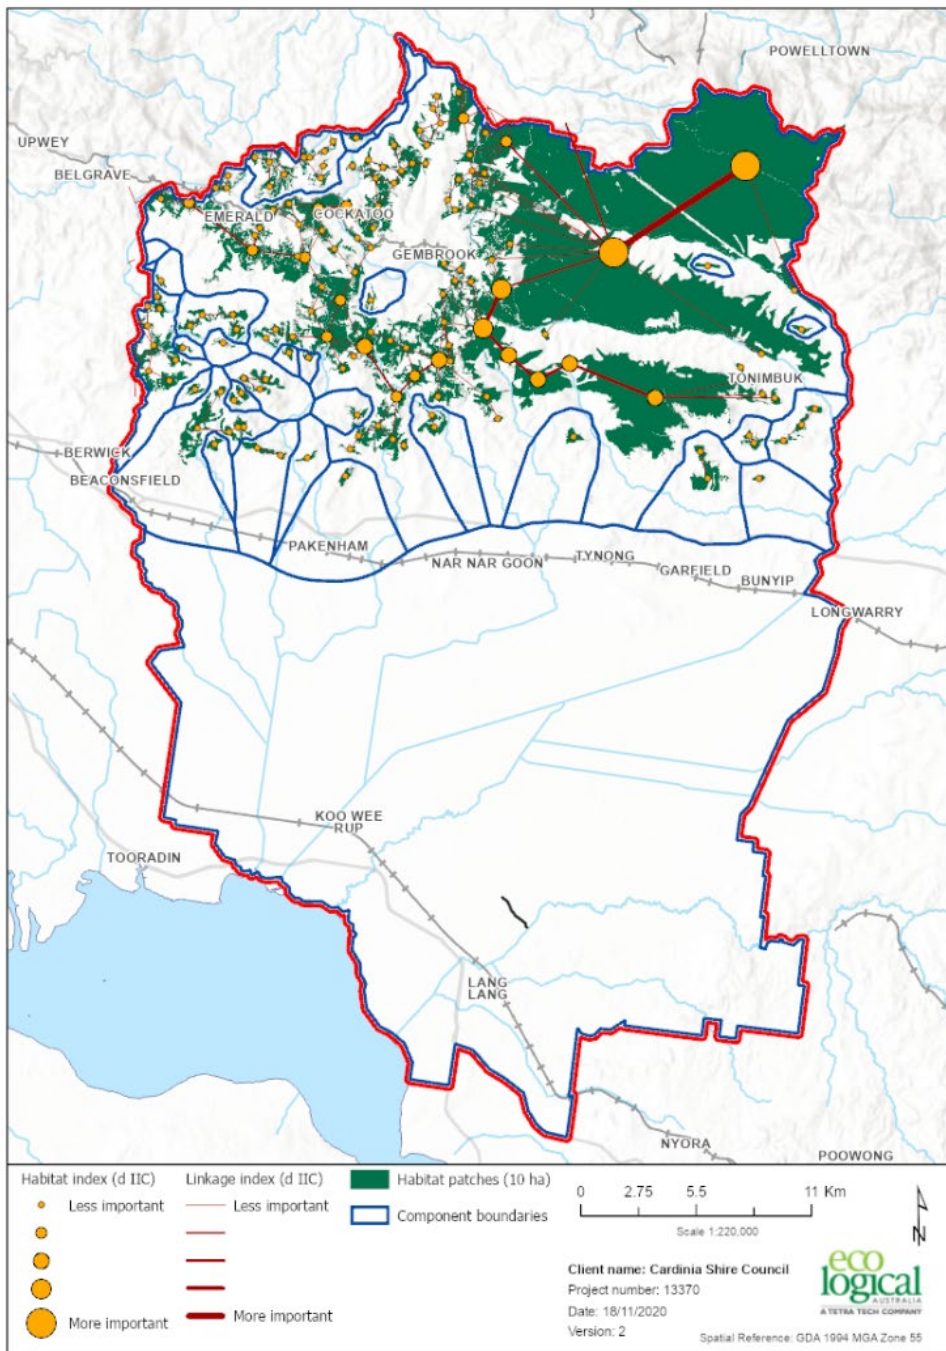 POWELLTOWN
UPWEY
BELGRAVE
EMERALD
COCKATOO
GEMBROOK
TONIMBUK
BERWICK
BEACONSFIELD
PAKENHAM
NAR NAR GOON
TYNONG
GARFIELD
BUNYIP
LONGWARRY
KOO WEE
RUP
TOORADIN
LANG
LANG
NYORA
POOWONG
Habitat index (d IIC)
Less important
More important
Linkage index (d IIC)
Less important
More important
Habitat patches (10 ha)
Component boundaries
0 2.75 5.5 11 Km
Scale 1:220,000
N
Client name: Cardinia Shire Council
Project number: 13370
Date: 18/11/2020
Version: 2
eco
logical
AUSTRALIA
A TETRA TECH COMPANY
Spatial Reference: GDA 1994 MGA Zone 55